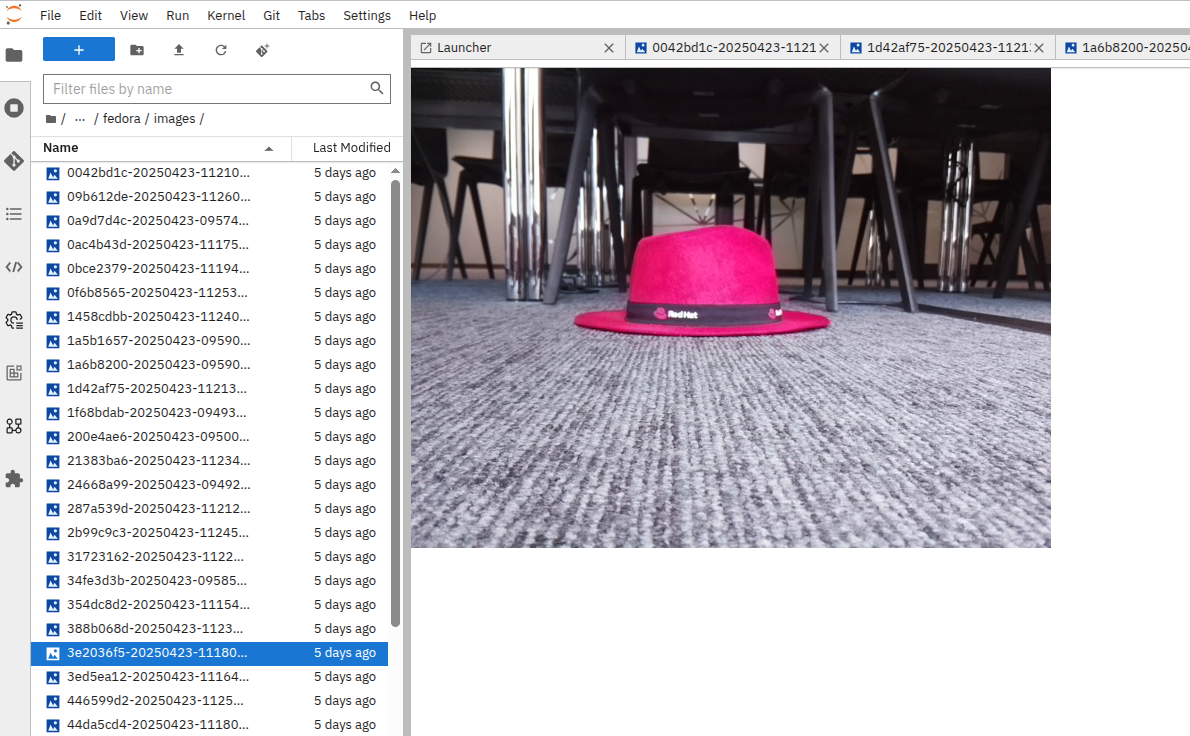 File Edit View Run Kernel Git Tabs Settings Help
Launcher
0042bd1c-20250423-1121
1d42af75-20250423-1121
1a6b8200-20250
Filter files by name
/ ... / fedora / images /
Name Last Modified
0042bd1c-20250423-11210... 5 days ago
09b612de-20250423-11260... 5 days ago
0a9d7d4c-20250423-09574... 5 days ago
0ac4b43d-20250423-11175... 5 days ago
0bce2379-20250423-11194... 5 days ago
0f6b8565-20250423-11253... 5 days ago
1458cdbb-20250423-11240... 5 days ago
1a5b1657-20250423-09590... 5 days ago
1a6b8200-20250423-09590... 5 days ago
1d42af75-20250423-11213... 5 days ago
1f68bdab-20250423-09493... 5 days ago
200e4ae6-20250423-09500... 5 days ago
21383ba6-20250423-11234... 5 days ago
24668a99-20250423-09492... 5 days ago
287a539d-20250423-11212... 5 days ago
2b99c9c3-20250423-11245... 5 days ago
31723162-20250423-1122... 5 days ago
34fe3d3b-20250423-09585... 5 days ago
354dc8d2-20250423-11154... 5 days ago
388b068d-20250423-1123... 5 days ago
3e2036f5-20250423-11180... 5 days ago
3ed5ea12-20250423-11164... 5 days ago
446599d2-20250423-1125... 5 days ago
44da5cd4-20250423-11180... 5 days ago
Red Hat